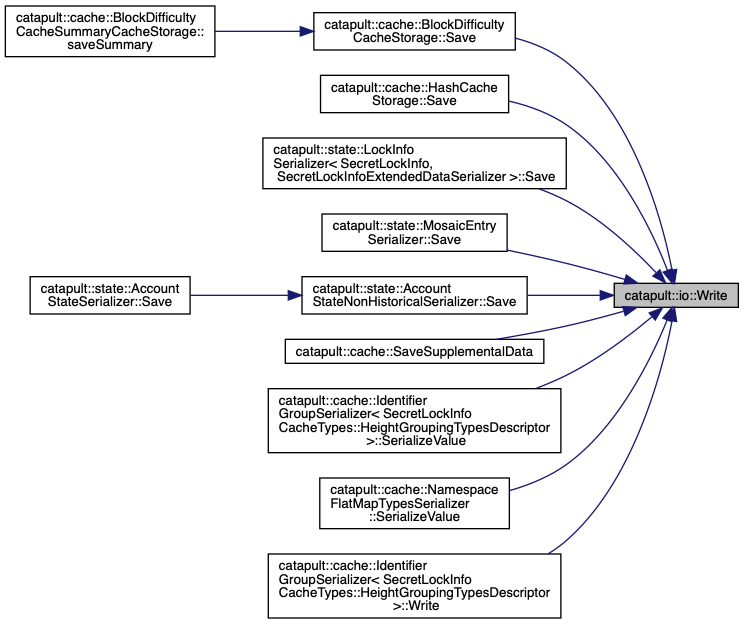 catapult::cache::BlockDifficulty
CacheSummaryCacheStorage::
saveSummary
catapult::cache::BlockDifficulty
CacheStorage::Save
catapult::cache::HashCache
Storage::Save
catapult::state::LockInfo
Serializer< SecretLockInfo,
SecretLockInfoExtendedDataSerializer >::Save
catapult::state::MosaicEntry
Serializer::Save
catapult::state::Account
StateSerializer::Save
catapult::state::Account
StateNonHistoricalSerializer::Save
catapult::io::Write
catapult::cache::SaveSupplementalData
catapult::cache::Identifier
GroupSerializer< SecretLockInfo
CacheTypes::HeightGroupingTypesDescriptor
>::SerializeValue
catapult::cache::Namespace
FlatMapTypesSerializer
::SerializeValue
catapult::cache::Identifier
GroupSerializer< SecretLockInfo
CacheTypes::HeightGroupingTypesDescriptor
>::Write